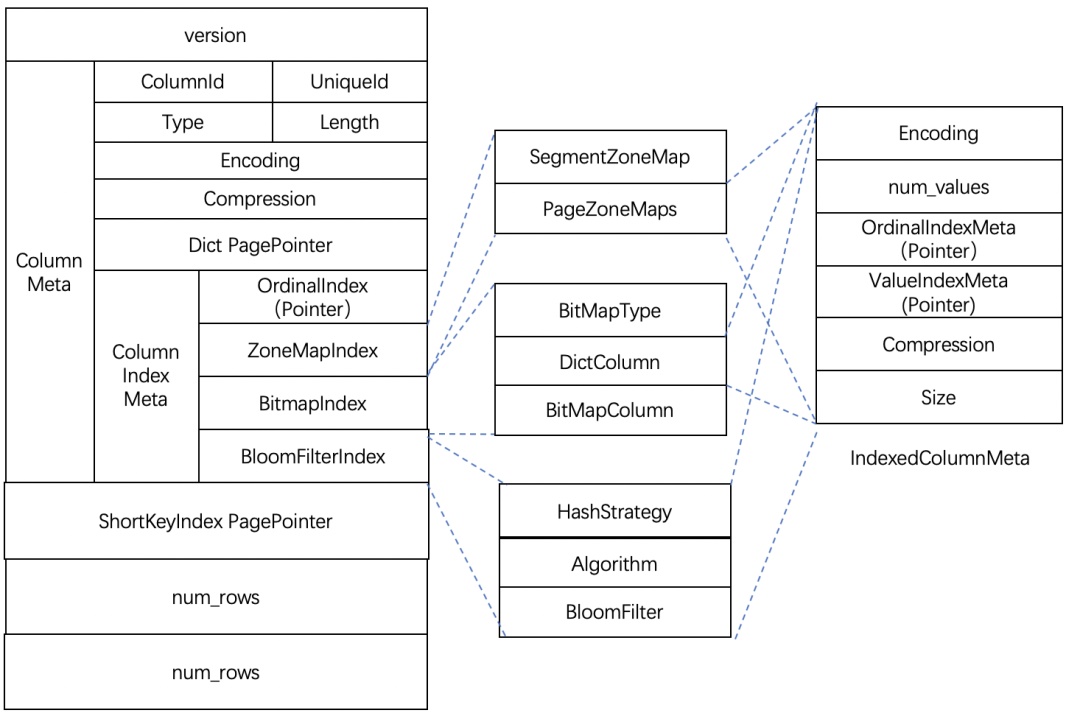 version
ColumnId
UniqueId
Type
Length
Encoding
Compression
Dict PagePointer
Column
Meta
Column
Index
Meta
OrdinalIndex
(Pointer)
ZoneMapIndex
BitmapIndex
BloomFilterIndex
ShortKeyIndex PagePointer
num_rows
num_rows
SegmentZoneMap
PageZoneMaps
BitMapType
DictColumn
BitMapColumn
HashStrategy
Algorithm
BloomFilter
Encoding
num_values
OrdinalIndexMeta
(Pointer)
ValueIndexMeta
(Pointer)
Compression
Size
IndexedColumnMeta